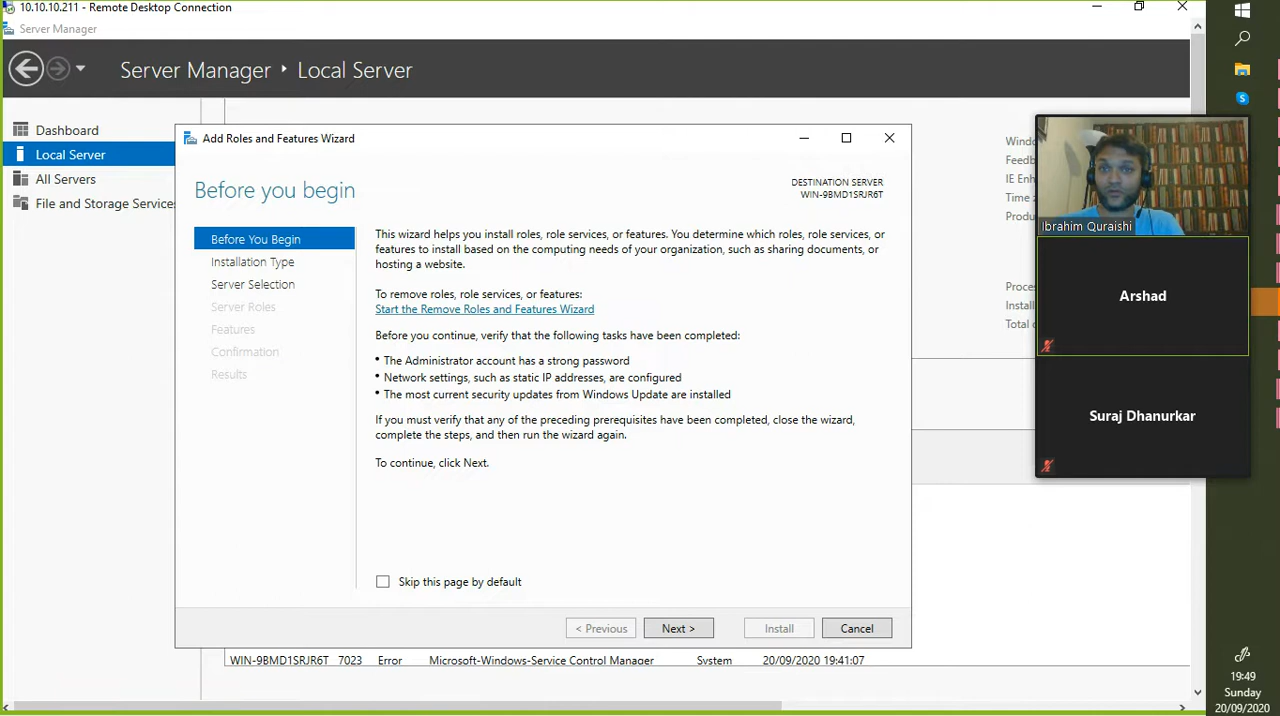 10.10.10.211 - Remote Desktop Connection
Server Manager
Server Manager
Local Server
Dashboard
Local Server
All Servers
File and Storage Services
Add Roles and Features Wizard
Before you begin
DESTINATION SERVER
WIN-9BMD1SRJR6T
Before You Begin
Installation Type
Server Selection
Server Roles
Features
Confirmation
Results
This wizard helps you install roles, role services, or features. You determine which roles, role services, or
features to install based on the computing needs of your organization, such as sharing documents, or
hosting a website.
To remove roles, role services, or features:
Start the Remove Roles and Features Wizard
Before you continue, verify that the following tasks have been completed:
• The Administrator account has a strong password
• Network settings, such as static IP addresses, are configured
• The most current security updates from Windows Update are installed
If you must verify that any of the preceding prerequisites have been completed, close the wizard,
complete the steps, and then run the wizard again.
To continue, click Next.
Skip this page by default
< Previous
Next >
Install
Cancel
WIN-9BMD1SRJR6T 7023 Error Microsoft-Windows-Service Control Manager System 20/09/2020 19:41:07
Windo
Feedb
IE Enh
Time z
Produ
Proces
Install
Total c
Ibrahim Quraishi
Arshad
Suraj Dhanurkar
19:49
Sunday
20/09/2020